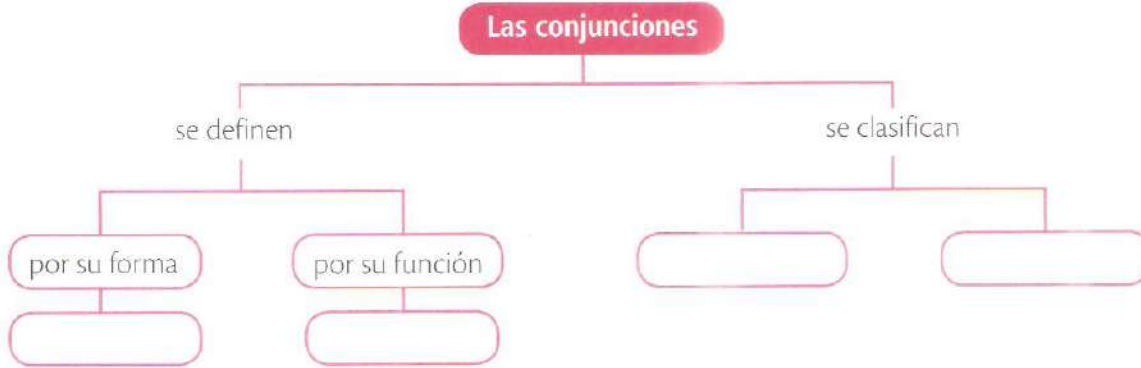 Las conjunciones
se definen
se clasifican
por su forma
por su función